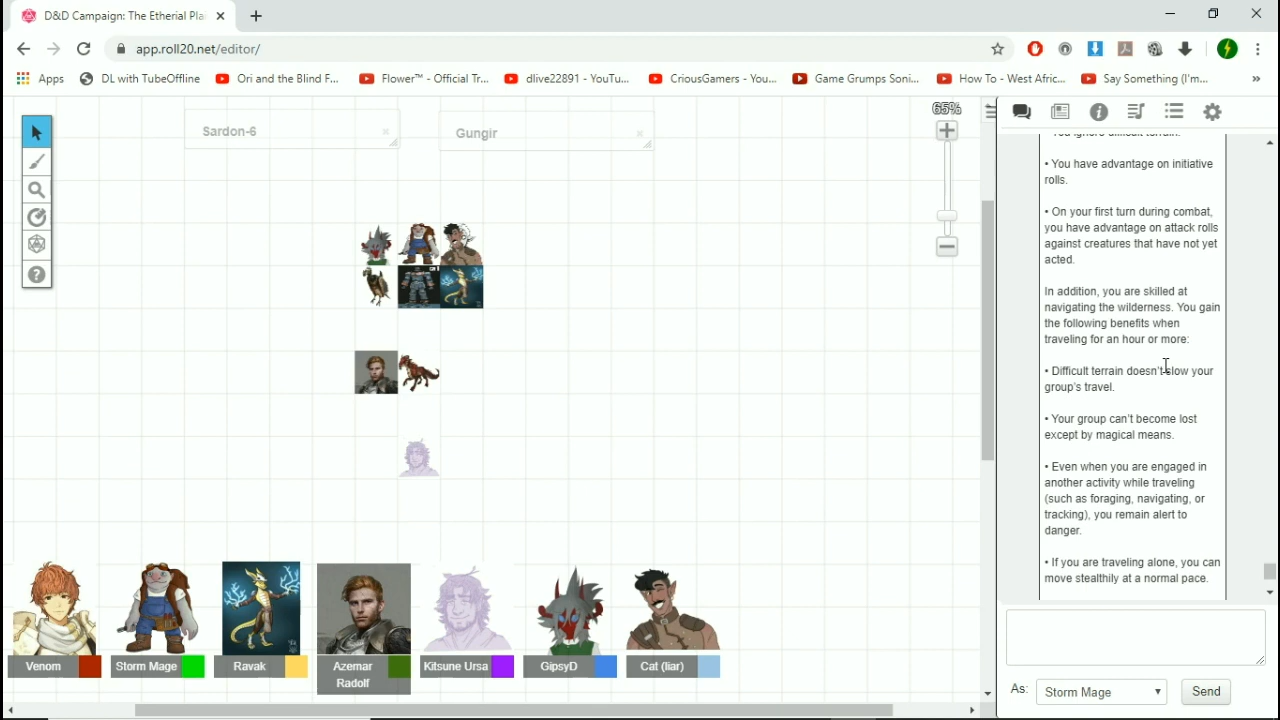 D&D Campaign: The Etherial Pla
app.roll20.net/editor/
Apps
DL with TubeOffline
Ori and the Blind F...
Flower™ - Official Tr...
dlive22891 - YouTu...
CriousGamers - You...
Game Grumps Soni...
How To - West Afric...
Say Something (I'm...
»
Sardon-6
Gungir
65%
• You ignore difficult terrain.
• You have advantage on initiative
rolls.
• On your first turn during combat,
you have advantage on attack rolls
against creatures that have not yet
acted.
In addition, you are skilled at
navigating the wilderness. You gain
the following benefits when
traveling for an hour or more:
• Difficult terrain doesn't slow your
group's travel.
• Your group can't become lost
except by magical means.
• Even when you are engaged in
another activity while traveling
(such as foraging, navigating, or
tracking), you remain alert to
danger.
• If you are traveling alone, you can
move stealthily at a normal pace.
Venom
Storm Mage
Ravak
Azemar
Radolf
Kitsune Ursa
GipsyD
Cat (liar)
As:
Storm Mage
Send